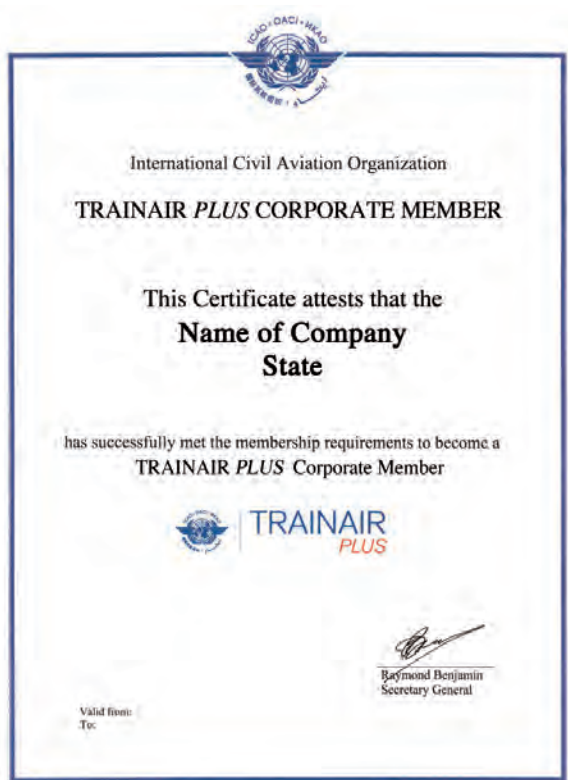 ICAO · OACI · ИКАО
International Civil Aviation Organization
TRAINAIR PLUS CORPORATE MEMBER
This Certificate attests that the
Name of Company
State
has successfully met the membership requirements to become a
TRAINAIR PLUS Corporate Member
TRAINAIR
PLUS
Raymond Benjamin
Secretary General
Valid from:
To: